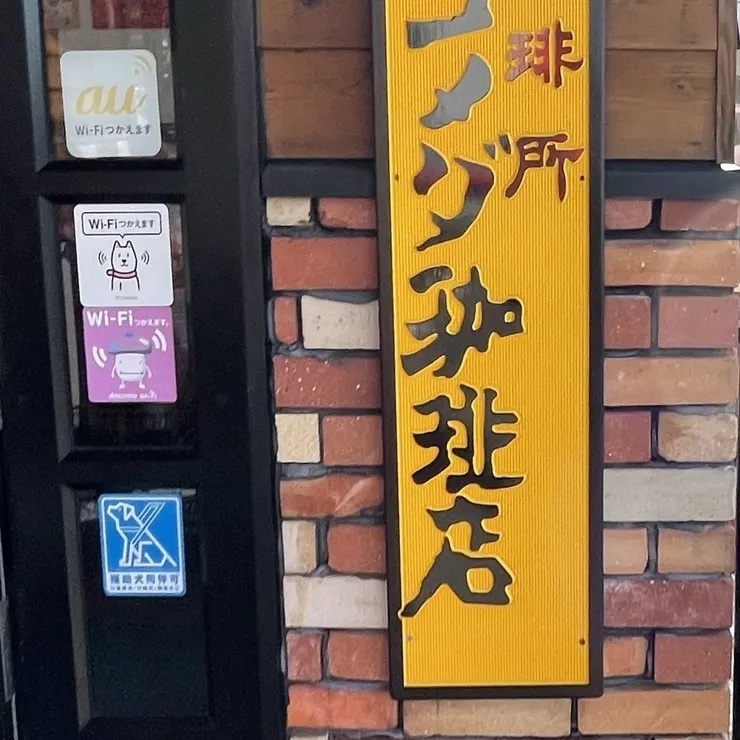 琲所
コメダ珈琲店
au
Wi-Fiつかえます
Wi-Fiつかえます
Wi-Fiつかえます。
docomo Wi-Fi
補助犬同伴可